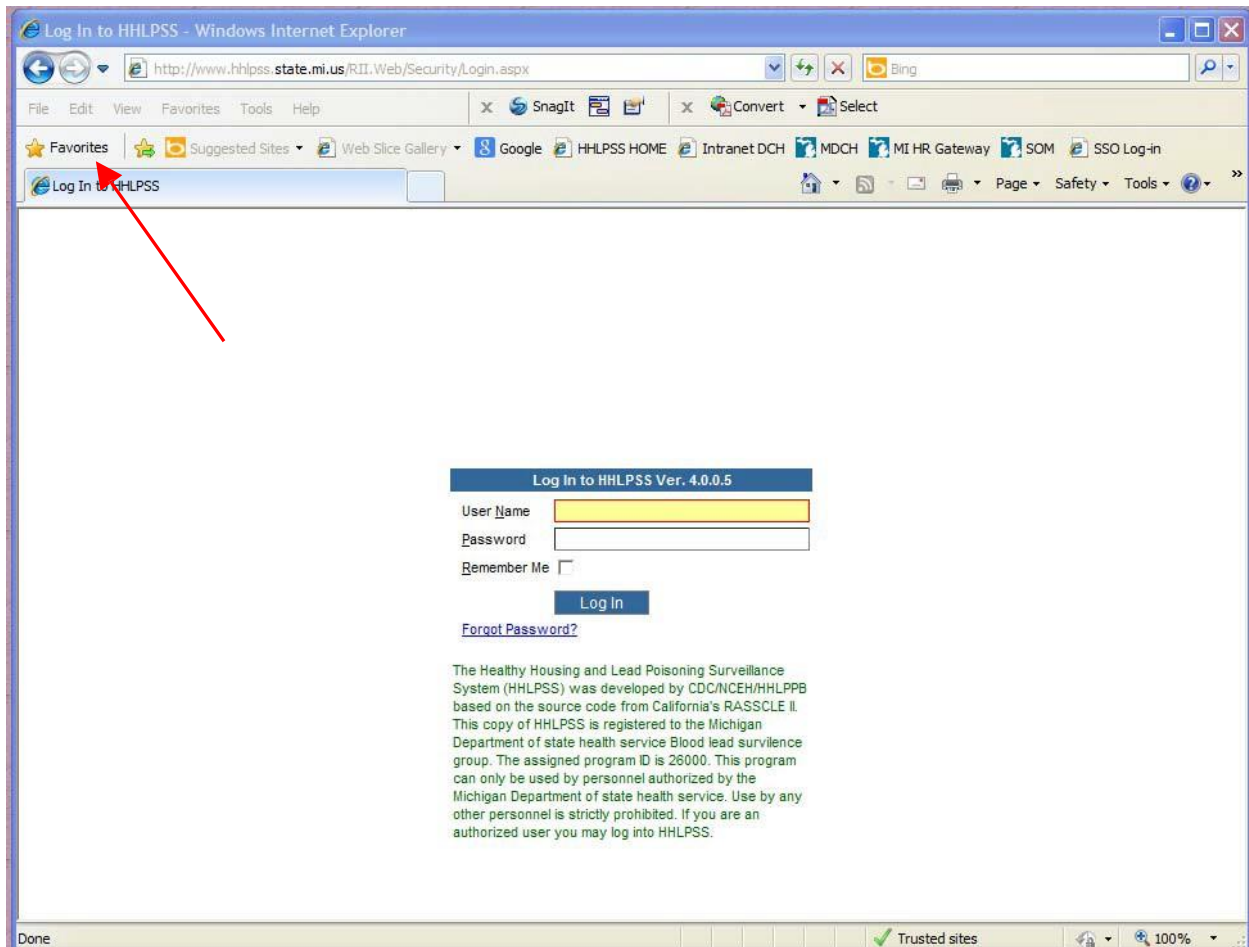 Log In to HHLPSS - Windows Internet Explorer
http://www.hhlpss.state.mi.us/RII.Web/Security/Login.aspx
Bing
File Edit View Favorites Tools Help
x SnagIt
x Convert Select
Favorites Suggested Sites Web Slice Gallery Google HHLPSS HOME Intranet DCH MDCH MI HR Gateway SOM SSO Log-in
Log In to HHLPSS
Page Safety Tools »
Log In to HHLPSS Ver. 4.0.0.5
User Name
Password
Remember Me
Log In
Forgot Password?
The Healthy Housing and Lead Poisoning Surveillance
System (HHLPSS) was developed by CDC/NCEH/HHLPPB
based on the source code from California's RASSCLE II.
This copy of HHLPSS is registered to the Michigan
Department of state health service Blood lead survilence
group. The assigned program ID is 26000. This program
can only be used by personnel authorized by the
Michigan Department of state health service. Use by any
other personnel is strictly prohibited. If you are an
authorized user you may log into HHLPSS.
Done
Trusted sites
100%